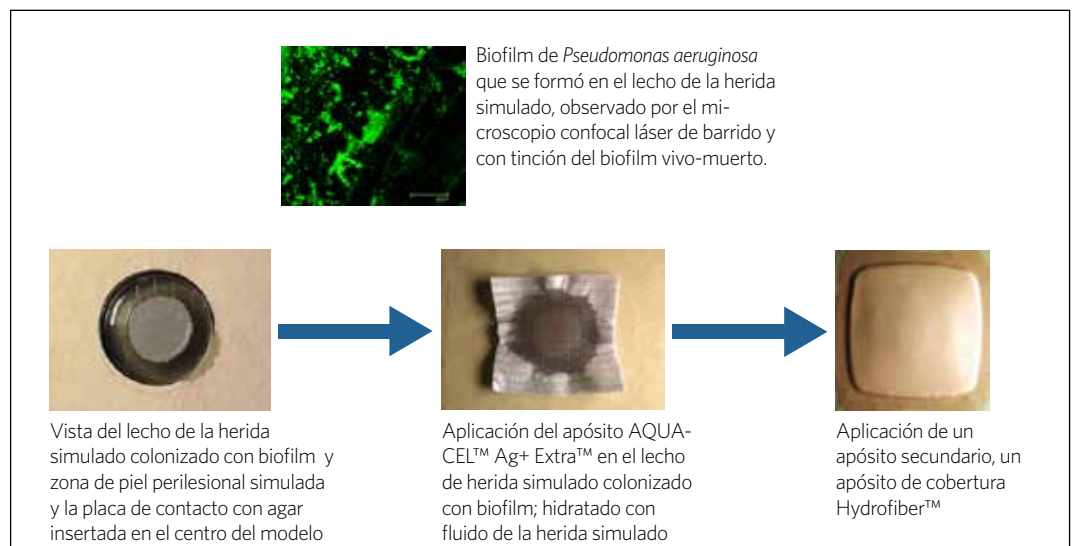 Biofilm de Pseudomonas aeruginosa
que se formó en el lecho de la herida
simulado, observado por el mi-
croscopio confocal láser de barrido y
con tinción del biofilm vivo-muerto.
Vista del lecho de la herida
simulado colonizado con biofilm y
zona de piel perilesional simulada
y la placa de contacto con agar
insertada en el centro del modelo
Aplicación del apósito AQUA-
CEL™ Ag+ Extra™ en el lecho
de herida simulado colonizado
con biofilm; hidratado con
fluido de la herida simulado
Aplicación de un
apósito secundario, un
apósito de cobertura
Hydrofiber™